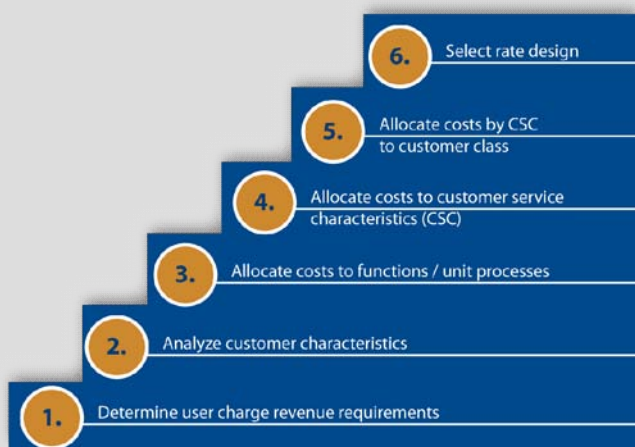 6. Select rate design
5. Allocate costs by CSC
to customer class
4. Allocate costs to customer service
characteristics (CSC)
3. Allocate costs to functions / unit processes
2. Analyze customer characteristics
1. Determine user charge revenue requirements